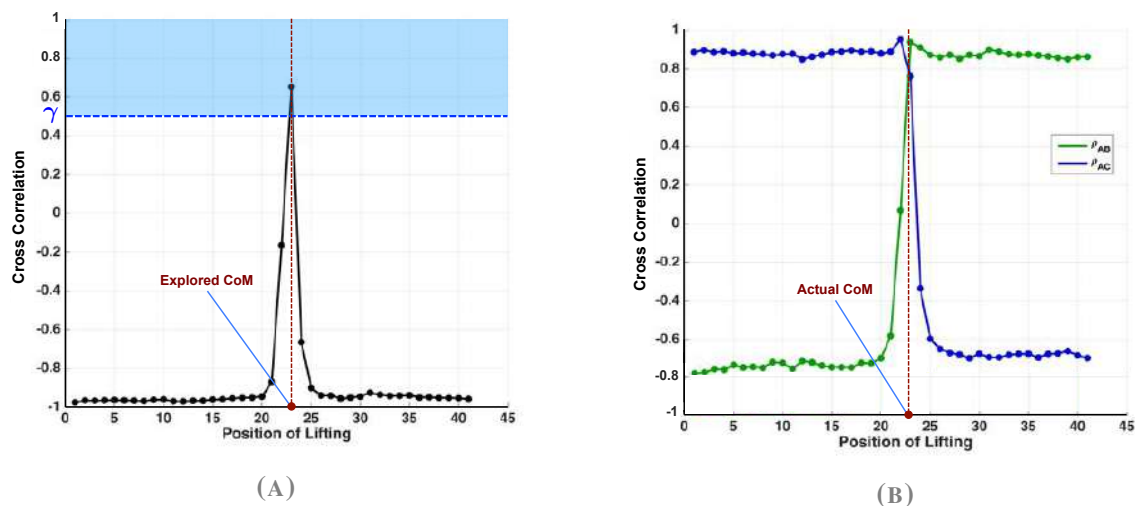 1
0.8
0.6
γ
0.4
0.2
0
-0.2
-0.4
-0.6
-0.8
-1
Cross Correlation
Explored CoM
0 5 10 15 20 25 30 35 40 45
Position of Lifting
(A)
1
0.8
0.6
0.4
0.2
0
-0.2
-0.4
-0.6
-0.8
-1
Cross Correlation
ρAB
ρAC
Actual CoM
0 5 10 15 20 25 30 35 40 45
Position of Lifting
(B)